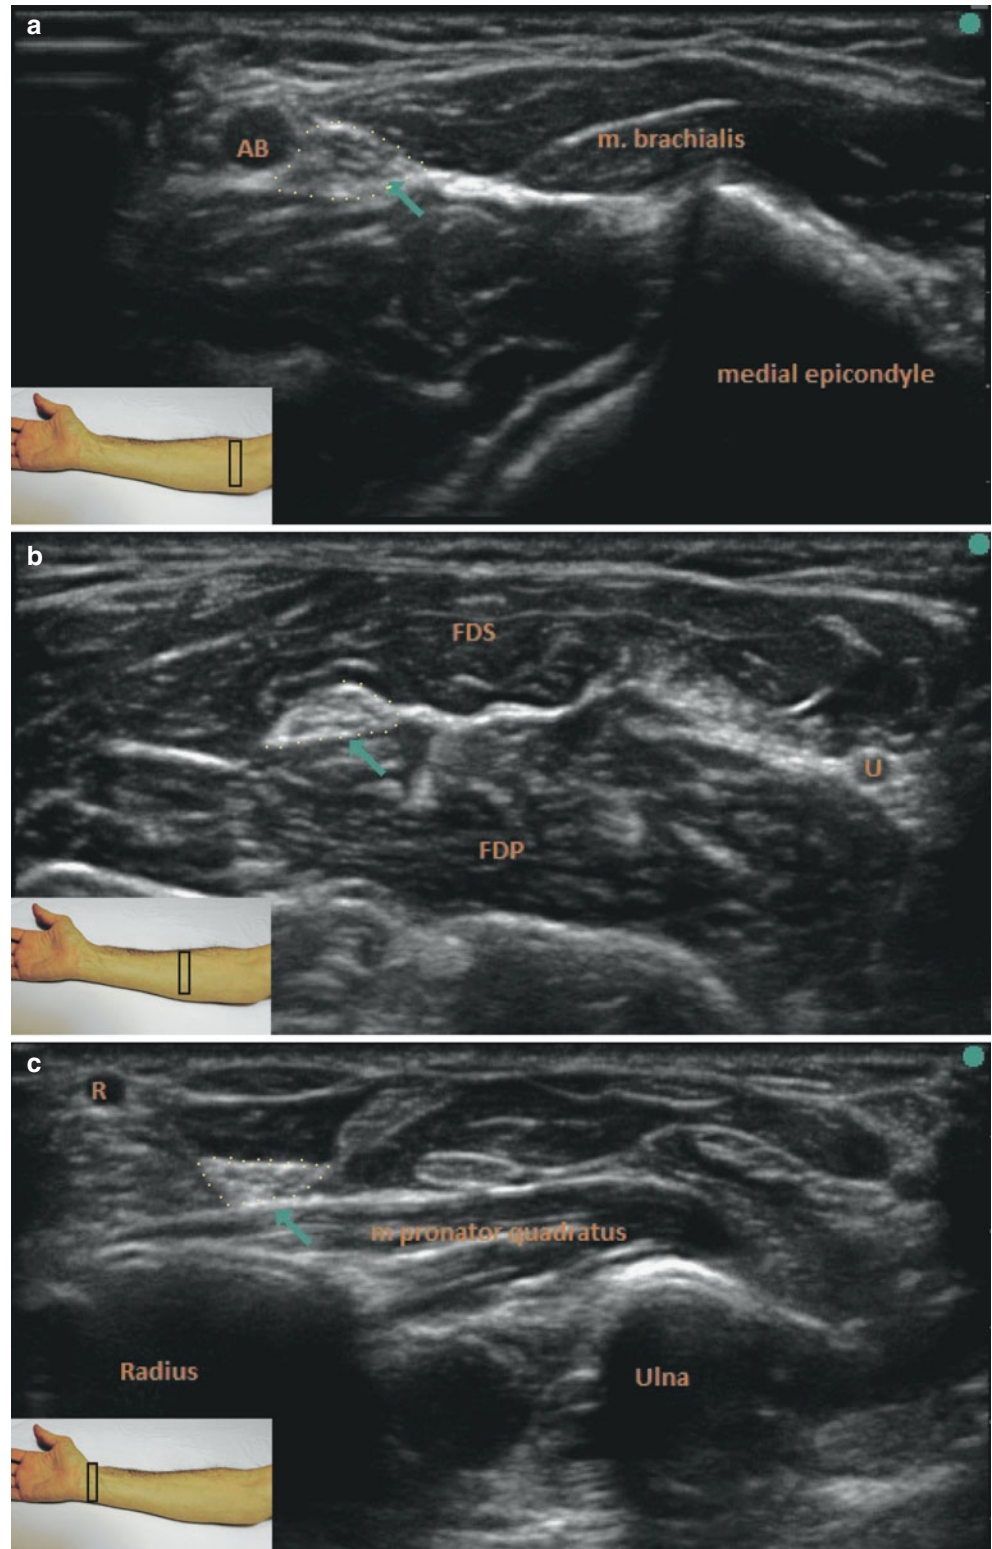 a
AB
m. brachialis
medial epicondyle
b
FDS
U
FDP
c
R
m pronator quadratus
Radius
Ulna